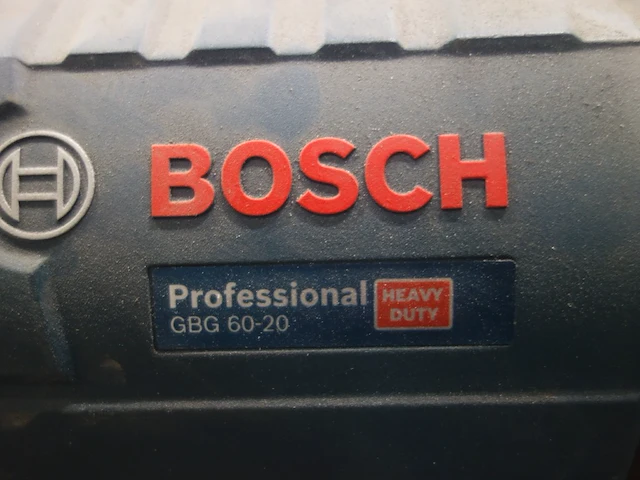 BOSCH
Professional
GBG 60-20
HEAVY
DUTY